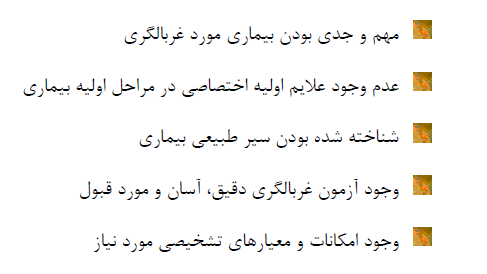 مهم و جدی بودن بیماری مورد غربالگری
عدم وجود علایم اولیه اختصاصی در مراحل اولیه بیماری
شناخته شده بودن سیر طبیعی بیماری
وجود آزمون غربالگری دقیق، آسان و مورد قبول
وجود امکانات و معیارهای تشخیصی مورد نیاز